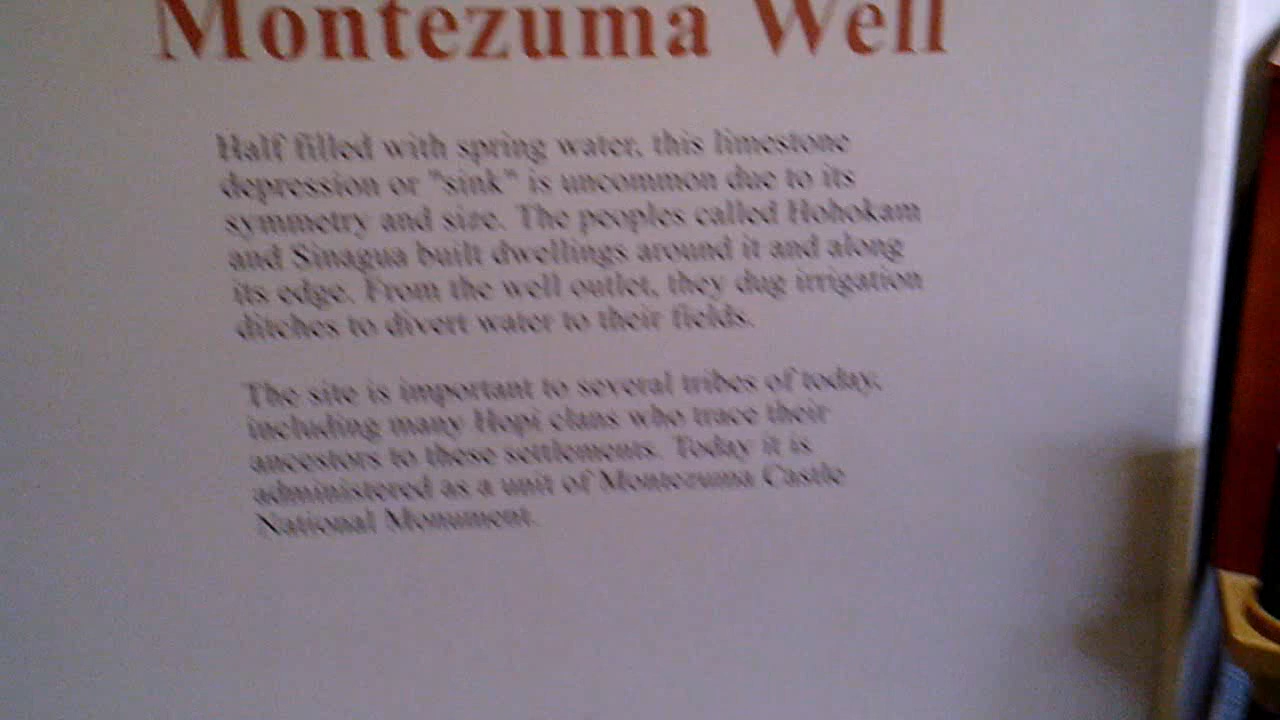 Montezuma Well
Half filled with spring water, this limestone
depression or "sink" is uncommon due to its
symmetry and size. The peoples called Hohokam
and Sinagua built dwellings around it and along
its edge. From the well outlet, they dug irrigation
ditches to divert water to their fields.
The site is important to several tribes of today,
including many Hopi clans who trace their
ancestors to these settlements. Today it is
administered as a unit of Montezuma Castle
National Monument.